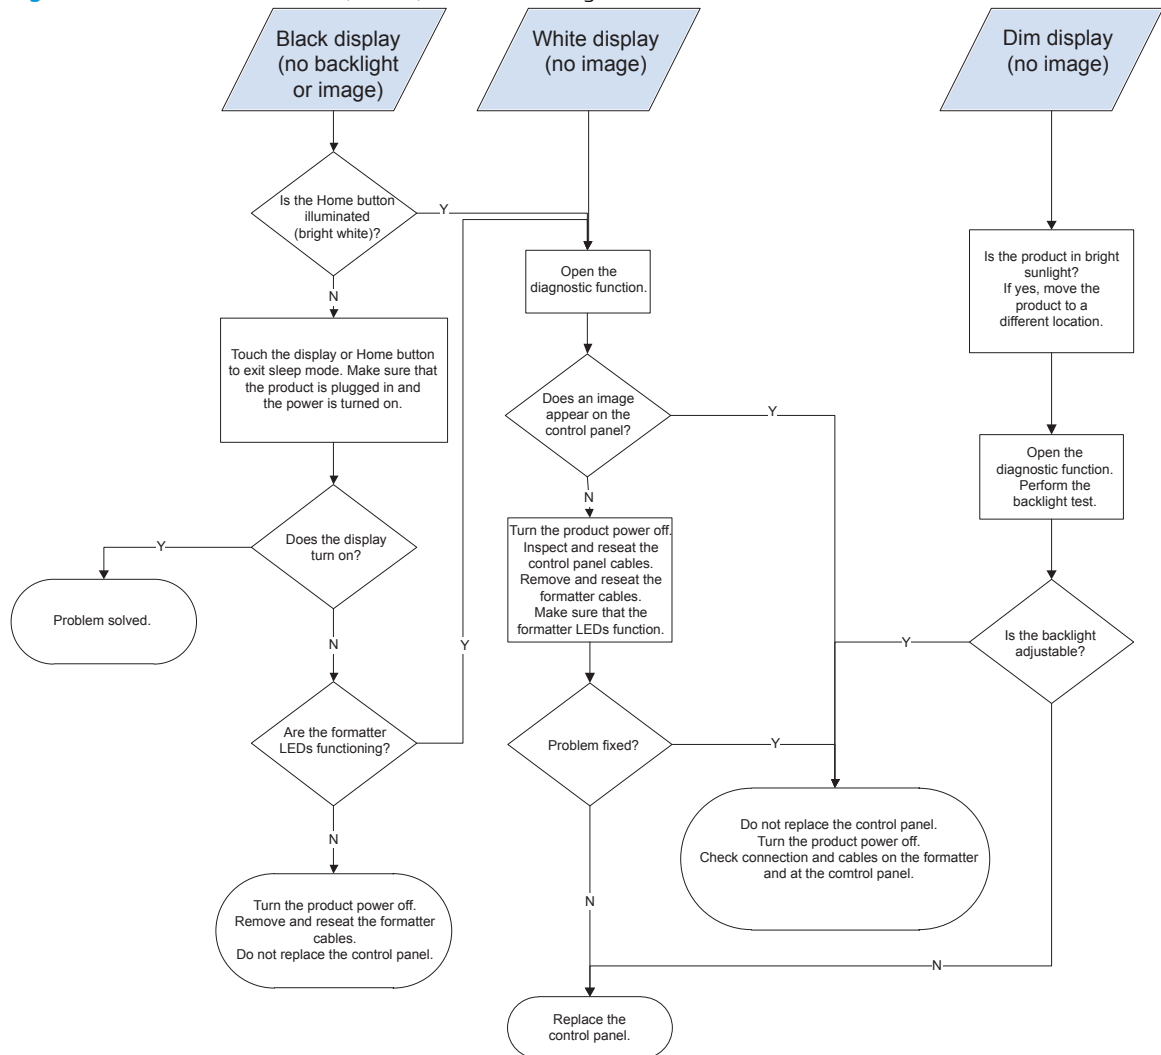 Black display
(no backlight
or image)
White display
(no image)
Dim display
(no image)
Is the Home button
illuminated
(bright white)?
Y
N
Touch the display or Home button
to exit sleep mode. Make sure that
the product is plugged in and
the power is turned on.
Does the display
turn on?
Y
Problem solved.
N
Are the formatter
LEDs functioning?
Y
N
Turn the product power off.
Remove and reseat the formatter
cables.
Do not replace the control panel.
Open the
diagnostic function.
Does an image
appear on the
control panel?
Y
N
Turn the product power off.
Inspect and reseat the
control panel cables.
Remove and reseat the
formatter cables.
Make sure that the
formatter LEDs function.
Problem fixed?
Y
N
Do not replace the control panel.
Turn the product power off.
Check connection and cables on the formatter
and at the comtrol panel.
Replace the
control panel.
Is the product in bright
sunlight?
If yes, move the
product to a
different location.
Open the
diagnostic function.
Perform the
backlight test.
Is the backlight
adjustable?
Y
N